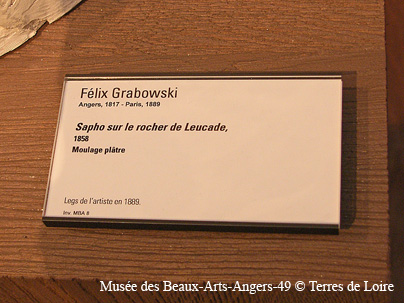 Félix Grabowski
Angers, 1817 - Paris, 1889
Sapho sur le rocher de Leucade,
1858
Moulage plâtre
Legs de l'artiste en 1889.
Inv. MBA 8
Musée des Beaux-Arts-Angers-49 © Terres de Loire